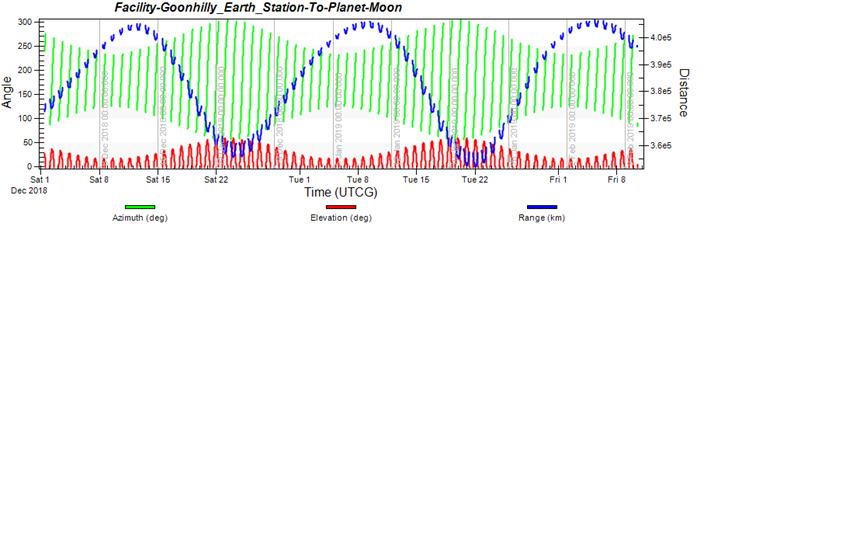 Facility-Goonhilly_Earth_Station-To-Planet-Moon
300
250
200
150
100
50
0
Angle
4.0e5
3.9e5
3.8e5
3.7e5
3.6e5
Distance
Sat 1 Sat 8 Sat 15 Sat 22 Tue 1 Tue 8 Tue 15 Tue 22 Fri 1 Fri 8
Dec 2018
Time (UTCG)
Azimuth (deg) Elevation (deg) Range (km)